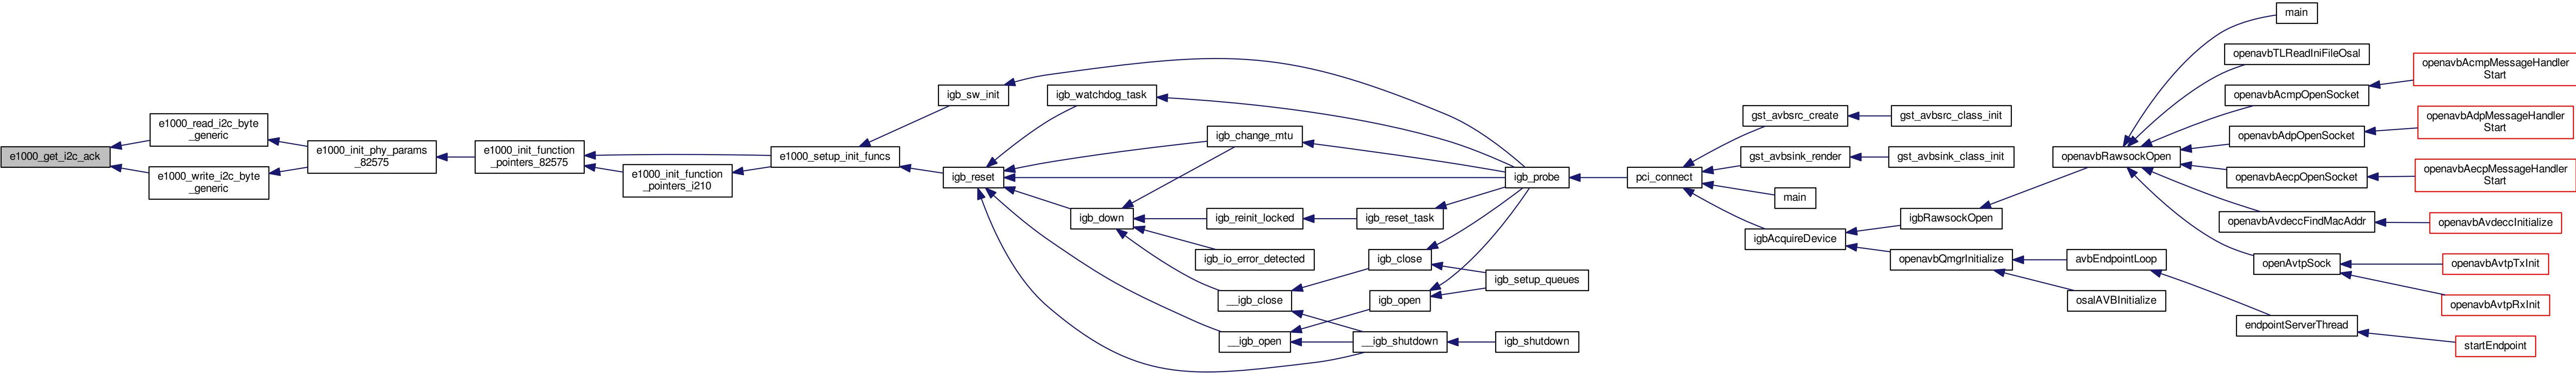 e1000_get_i2c_ack
e1000_read_i2c_byte
_generic
e1000_write_i2c_byte
_generic
e1000_init_phy_params
_82575
e1000_init_function
_pointers_82575
e1000_init_function
_pointers_i210
e1000_setup_init_funcs
igb_sw_init
igb_reset
igb_watchdog_task
igb_change_mtu
igb_down
igb_reinit_locked
igb_reset_task
igb_io_error_detected
igb_close
igb_setup_queues
__igb_close
igb_open
__igb_open
__igb_shutdown
igb_shutdown
igb_probe
pci_connect
gst_avbsrc_create
gst_avbsrc_class_init
gst_avbsink_render
gst_avbsink_class_init
main
igbAcquireDevice
igbRawsockOpen
openavbQmgrInitialize
avbEndpointLoop
osalAVBInitialize
openavbRawsockOpen
main
openavbTLReadIniFileOsal
openavbAcmpOpenSocket
openavbAcmpMessageHandler
Start
openavbAdpOpenSocket
openavbAdpMessageHandler
Start
openavbAecpOpenSocket
openavbAecpMessageHandler
Start
openavbAvdeccFindMacAddr
openavbAvdeccInitialize
openAvtpSock
openavbAvtpTxInit
openavbAvtpRxInit
endpointServerThread
startEndpoint